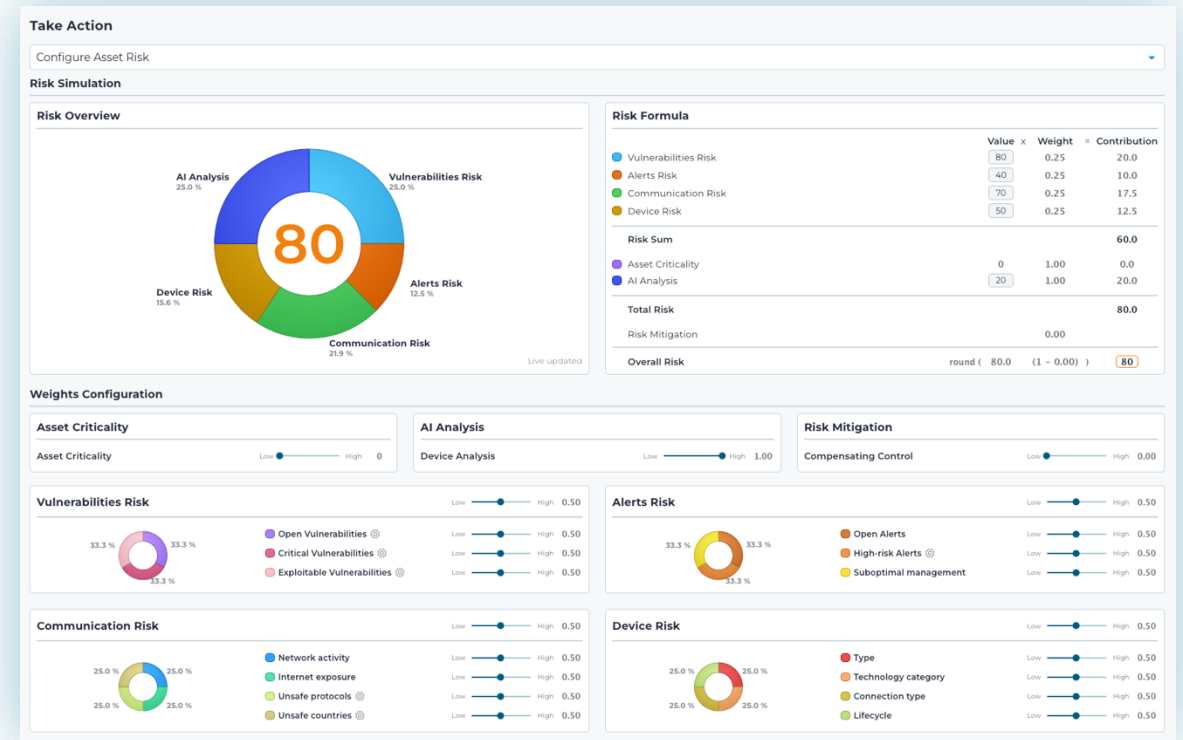 Take Action
Configure Asset Risk
Risk Simulation
Risk Overview
AI Analysis
25.0 %
Vulnerabilities Risk
25.0 %
80
Alerts Risk
12.5 %
Device Risk
15.6 %
Communication Risk
21.9 %
Live updated
Risk Formula
Value x Weight = Contribution
Vulnerabilities Risk 80 0.25 20.0
Alerts Risk 40 0.25 10.0
Communication Risk 70 0.25 17.5
Device Risk 50 0.25 12.5
Risk Sum 60.0
Asset Criticality 0 1.00 0.0
AI Analysis 20 1.00 20.0
Total Risk 80.0
Risk Mitigation 0.00
Overall Risk round ( 80.0 (1 - 0.00) ) 80
Weights Configuration
Asset Criticality
Asset Criticality Low High 0
AI Analysis
Device Analysis Low High 1.00
Risk Mitigation
Compensating Control Low High 0.00
Vulnerabilities Risk Low High 0.50
33.3 % 33.3 %
33.3 %
Open Vulnerabilities Low High 0.50
Critical Vulnerabilities Low High 0.50
Exploitable Vulnerabilities Low High 0.50
Alerts Risk Low High 0.50
33.3 % 33.3 %
33.3 %
Open Alerts Low High 0.50
High-risk Alerts Low High 0.50
Suboptimal management Low High 0.50
Communication Risk Low High 0.50
25.0 % 25.0 %
25.0 % 25.0 %
Network activity Low High 0.50
Internet exposure Low High 0.50
Unsafe protocols Low High 0.50
Unsafe countries Low High 0.50
Device Risk Low High 0.50
25.0 % 25.0 %
25.0 % 25.0 %
Type Low High 0.50
Technology category Low High 0.50
Connection type Low High 0.50
Lifecycle Low High 0.50